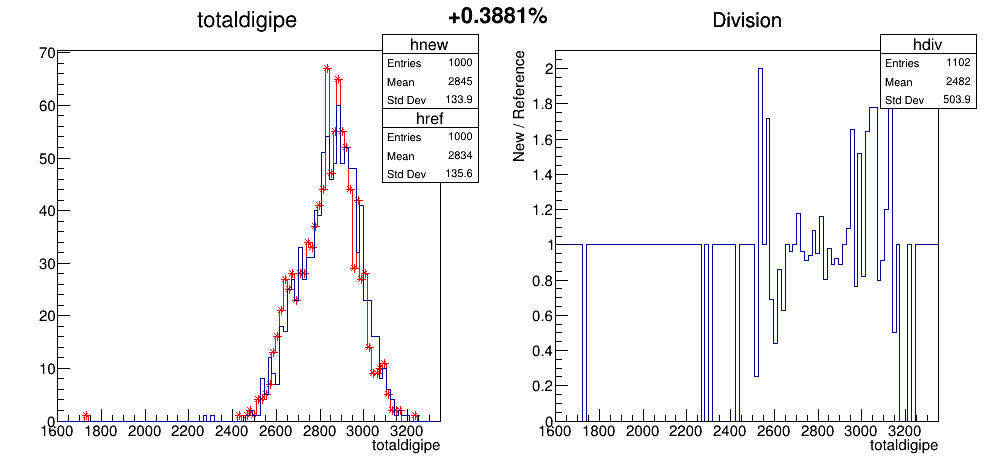 totaldigipe
+0.3881%
Division
hnew
Entries 1000
Mean 2845
Std Dev 133.9
href
Entries 1000
Mean 2834
Std Dev 135.6
70
60
50
40
30
20
10
0
1600 1800 2000 2200 2400 2600 2800 3000 3200
totaldigipe
hdiv
Entries 1102
Mean 2482
Std Dev 503.9
New / Reference
2
1.8
1.6
1.4
1.2
1
0.8
0.6
0.4
0.2
0
1600 1800 2000 2200 2400 2600 2800 3000 3200
totaldigipe